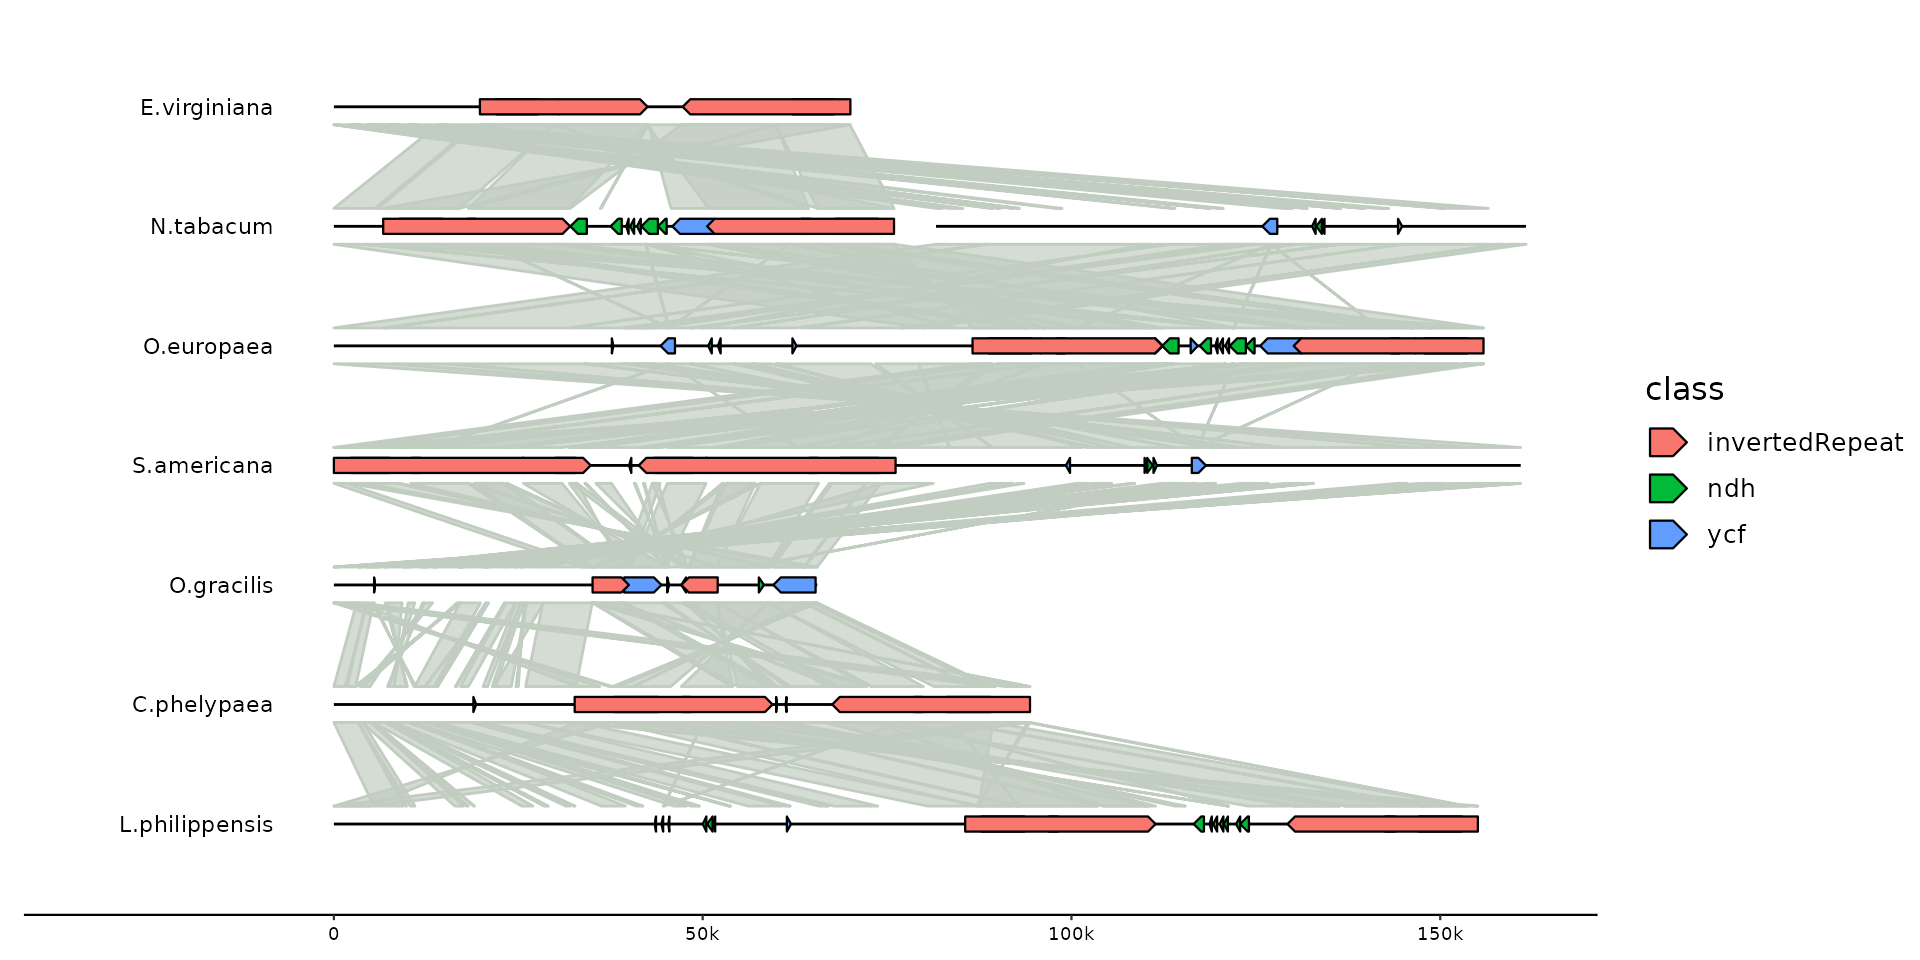 E.virginiana
N.tabacum
O.europaea
S.americana
O.gracilis
C.phelypaea
L.philippensis
0 50k 100k 150k
class
invertedRepeat
ndh
ycf